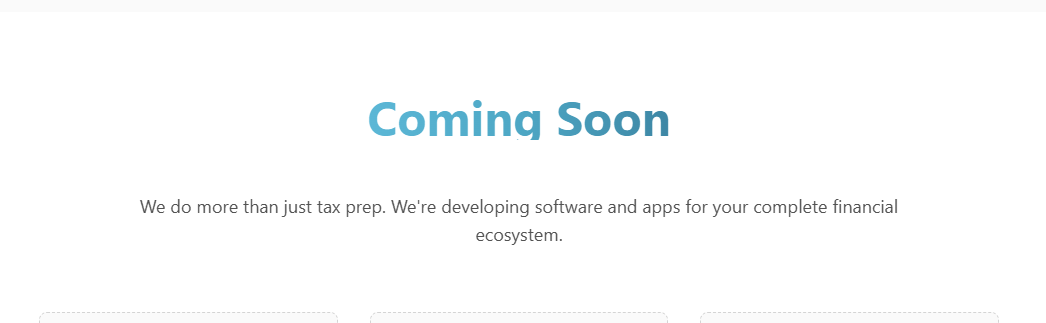 Coming Soon
We do more than just tax prep. We're developing software and apps for your complete financial
ecosystem.